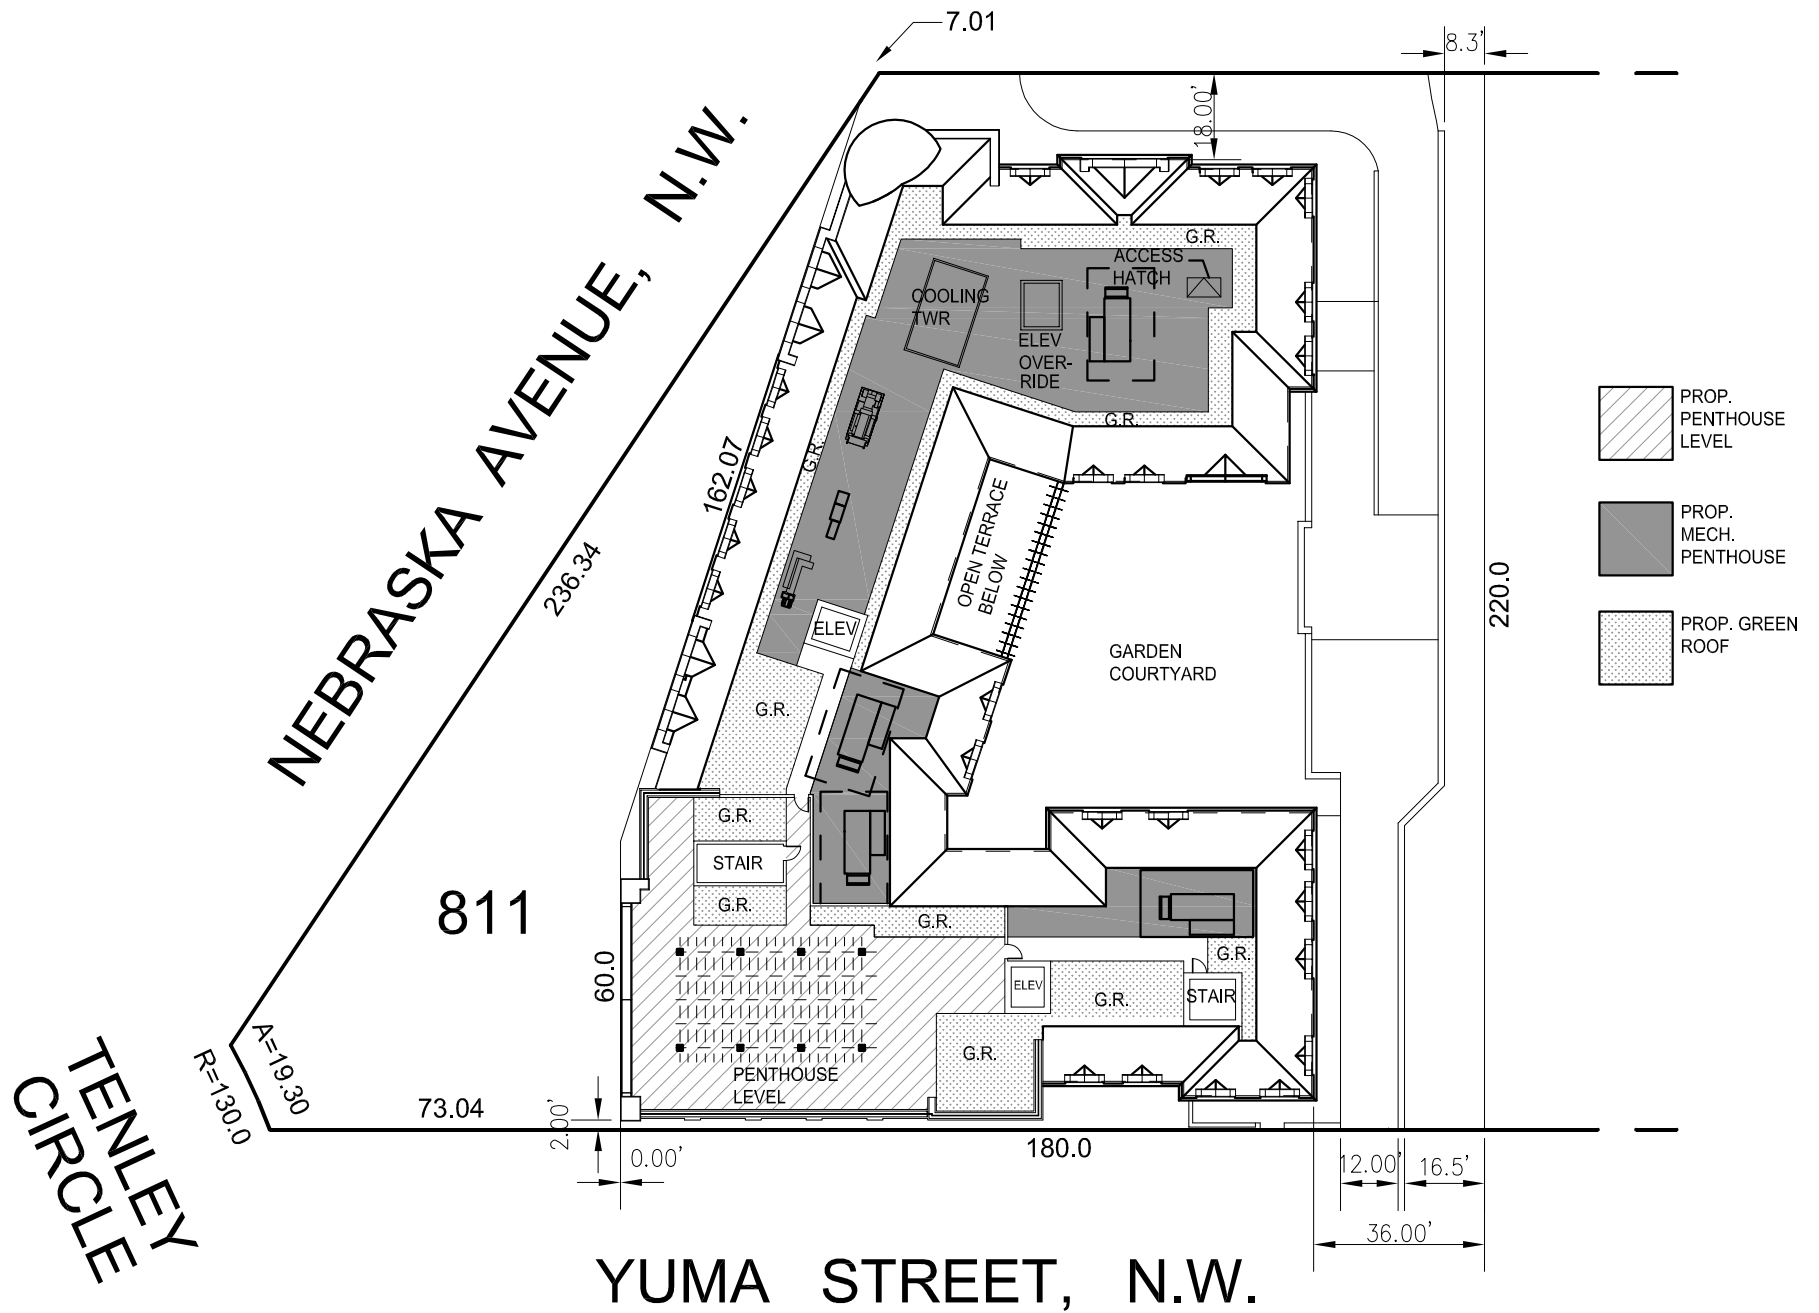 7.01
8.3'
18.00'
NEBRASKA AVENUE, N.W.
G.R.
ACCESS
HATCH
COOLING
TWR
ELEV
OVER-
RIDE
G.R.
G.R.
162.07
236.34
OPEN TERRACE
BELOW
ELEV
GARDEN
COURTYARD
220.0
PROP.
PENTHOUSE
LEVEL
PROP.
MECH.
PENTHOUSE
PROP. GREEN
ROOF
G.R.
G.R.
STAIR
G.R.
811
60.0
G.R.
G.R.
ELEV
G.R.
STAIR
G.R.
PENTHOUSE
LEVEL
A=19.30
R=130.0
73.04
2.00'
0.00'
180.0
12.00'
16.5'
36.00'
TENLEY
CIRCLE
YUMA STREET, N.W.